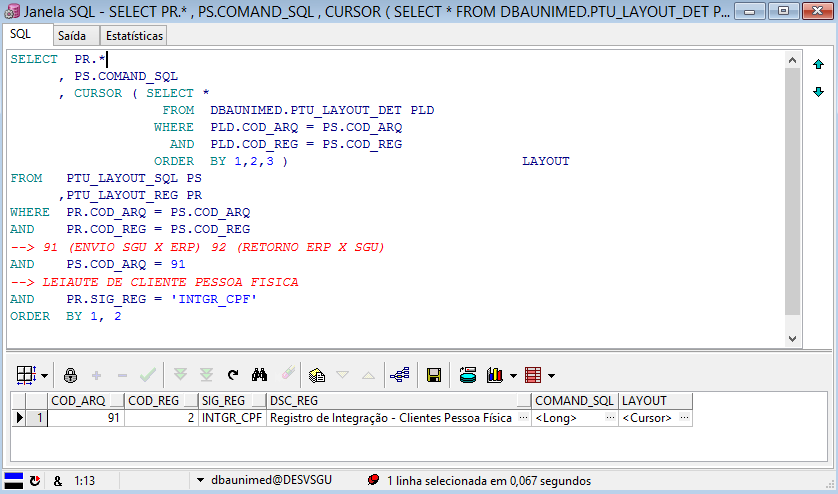 Janela SQL - SELECT PR.* , PS.COMAND_SQL , CURSOR ( SELECT * FROM DBAUNIMED.PTU_LAYOUT_DET P...
SQL Saída Estatísticas
SELECT PR.*
, PS.COMAND_SQL
, CURSOR ( SELECT *
FROM DBAUNIMED.PTU_LAYOUT_DET PLD
WHERE PLD.COD_ARQ = PS.COD_ARQ
AND PLD.COD_REG = PS.COD_REG
ORDER BY 1,2,3 ) LAYOUT
FROM PTU_LAYOUT_SQL PS
,PTU_LAYOUT_REG PR
WHERE PR.COD_ARQ = PS.COD_ARQ
AND PR.COD_REG = PS.COD_REG
--> 91 (ENVIO SGU X ERP) 92 (RETORNO ERP X SGU)
AND PS.COD_ARQ = 91
--> LEIAUTE DE CLIENTE PESSOA FISICA
AND PR.SIG_REG = 'INTGR_CPF'
ORDER BY 1, 2
COD_ARQ COD_REG SIG_REG DSC_REG COMAND_SQL LAYOUT
1 91 2 INTGR_CPF Registro de Integração - Clientes Pessoa Física ... <Long> ... <Cursor> ...
& 1:13 dbaunimed@DESVSGU 1 linha selecionada em 0,067 segundos